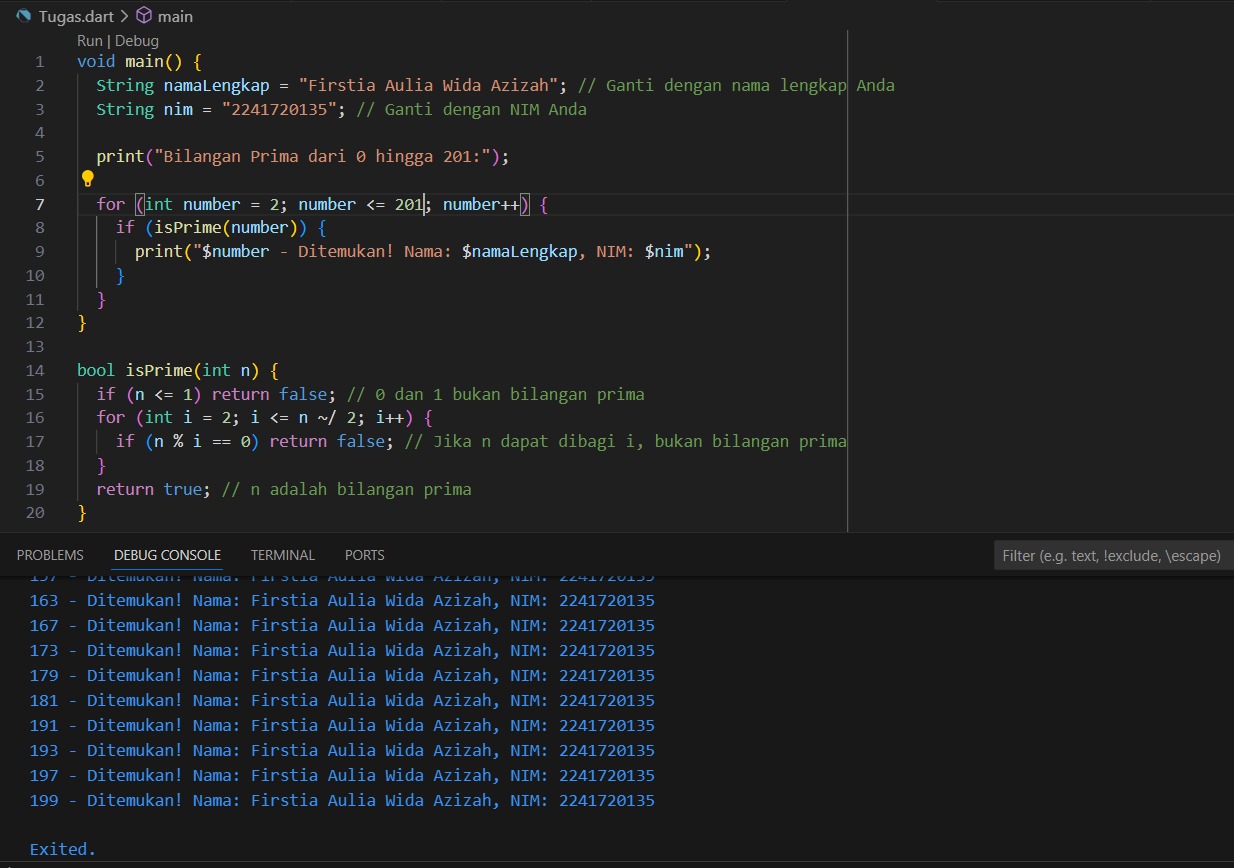 Tugas.dart > main
Run | Debug
1 void main() {
2   String namaLengkap = "Firstia Aulia Wida Azizah"; // Ganti dengan nama lengkap Anda
3   String nim = "2241720135"; // Ganti dengan NIM Anda
4
5   print("Bilangan Prima dari 0 hingga 201:");
6
7   for (int number = 2; number <= 201; number++) {
8     if (isPrime(number)) {
9       print("$number - Ditemukan! Nama: $namaLengkap, NIM: $nim");
10     }
11   }
12 }
13
14 bool isPrime(int n) {
15   if (n <= 1) return false; // 0 dan 1 bukan bilangan prima
16   for (int i = 2; i <= n ~/ 2; i++) {
17     if (n % i == 0) return false; // Jika n dapat dibagi i, bukan bilangan prima
18   }
19   return true; // n adalah bilangan prima
20 }
PROBLEMS DEBUG CONSOLE TERMINAL PORTS Filter (e.g. text, !exclude, \escape)
157 - Ditemukan! Nama: Firstia Aulia Wida Azizah, NIM: 2241720135
163 - Ditemukan! Nama: Firstia Aulia Wida Azizah, NIM: 2241720135
167 - Ditemukan! Nama: Firstia Aulia Wida Azizah, NIM: 2241720135
173 - Ditemukan! Nama: Firstia Aulia Wida Azizah, NIM: 2241720135
179 - Ditemukan! Nama: Firstia Aulia Wida Azizah, NIM: 2241720135
181 - Ditemukan! Nama: Firstia Aulia Wida Azizah, NIM: 2241720135
191 - Ditemukan! Nama: Firstia Aulia Wida Azizah, NIM: 2241720135
193 - Ditemukan! Nama: Firstia Aulia Wida Azizah, NIM: 2241720135
197 - Ditemukan! Nama: Firstia Aulia Wida Azizah, NIM: 2241720135
199 - Ditemukan! Nama: Firstia Aulia Wida Azizah, NIM: 2241720135
Exited.